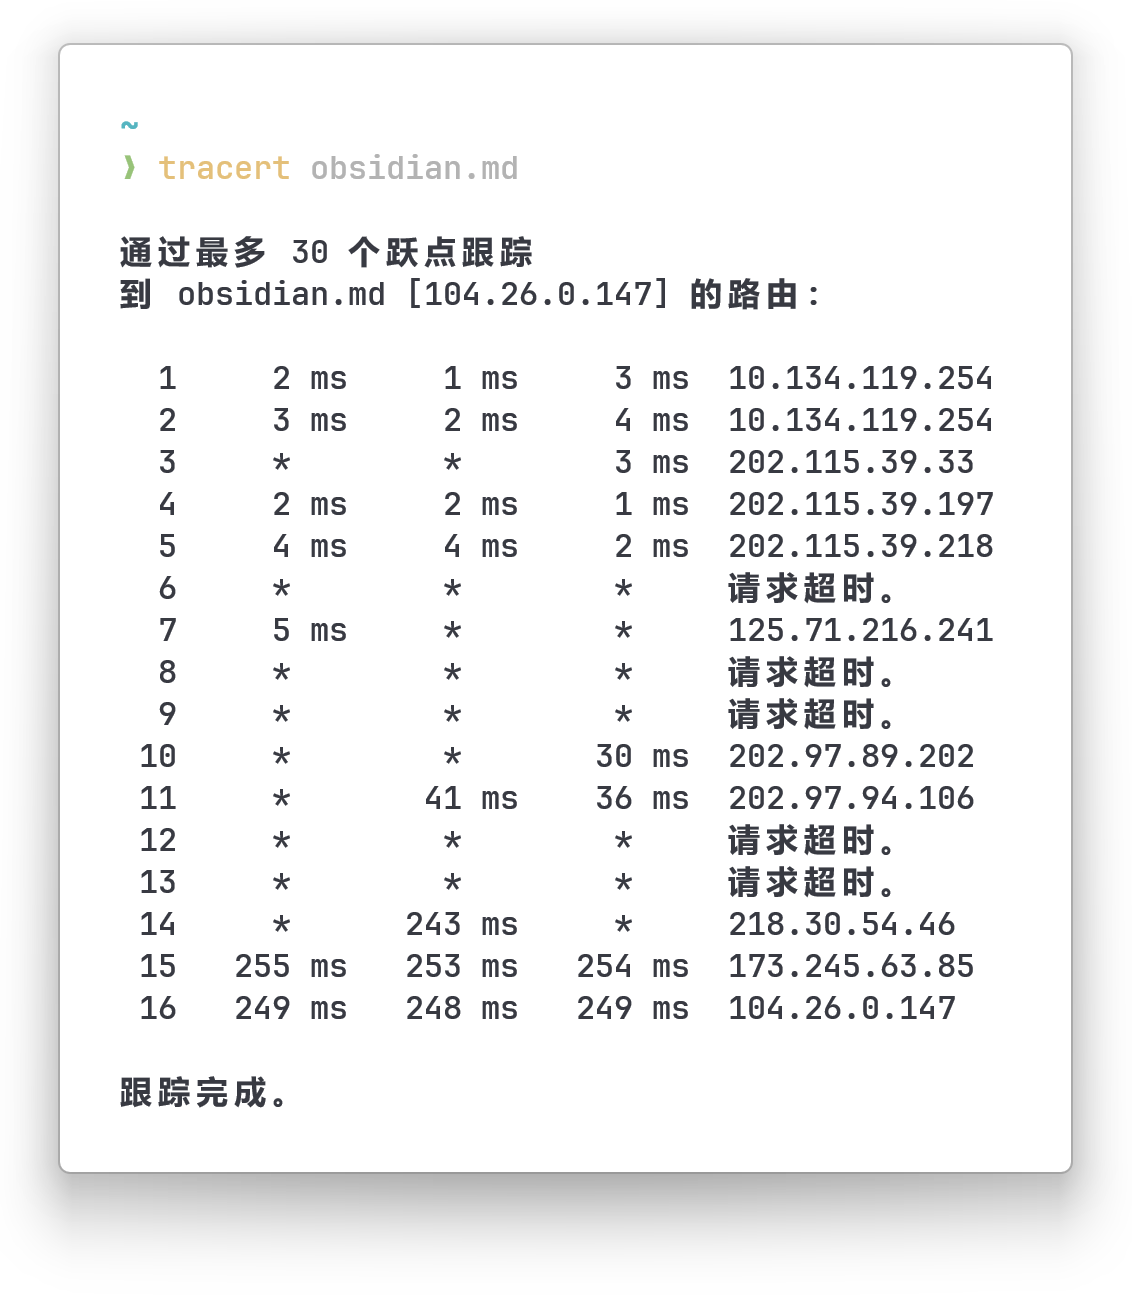 ~
❯ tracert obsidian.md
通过最多 30 个跃点跟踪
到 obsidian.md [104.26.0.147] 的路由:
1 2 ms 1 ms 3 ms 10.134.119.254
2 3 ms 2 ms 4 ms 10.134.119.254
3 * * 3 ms 202.115.39.33
4 2 ms 2 ms 1 ms 202.115.39.197
5 4 ms 4 ms 2 ms 202.115.39.218
6 * * * 请求超时。
7 5 ms * * 125.71.216.241
8 * * * 请求超时。
9 * * * 请求超时。
10 * * 30 ms 202.97.89.202
11 * 41 ms 36 ms 202.97.94.106
12 * * * 请求超时。
13 * * * 请求超时。
14 * 243 ms * 218.30.54.46
15 255 ms 253 ms 254 ms 173.245.63.85
16 249 ms 248 ms 249 ms 104.26.0.147
跟踪完成。